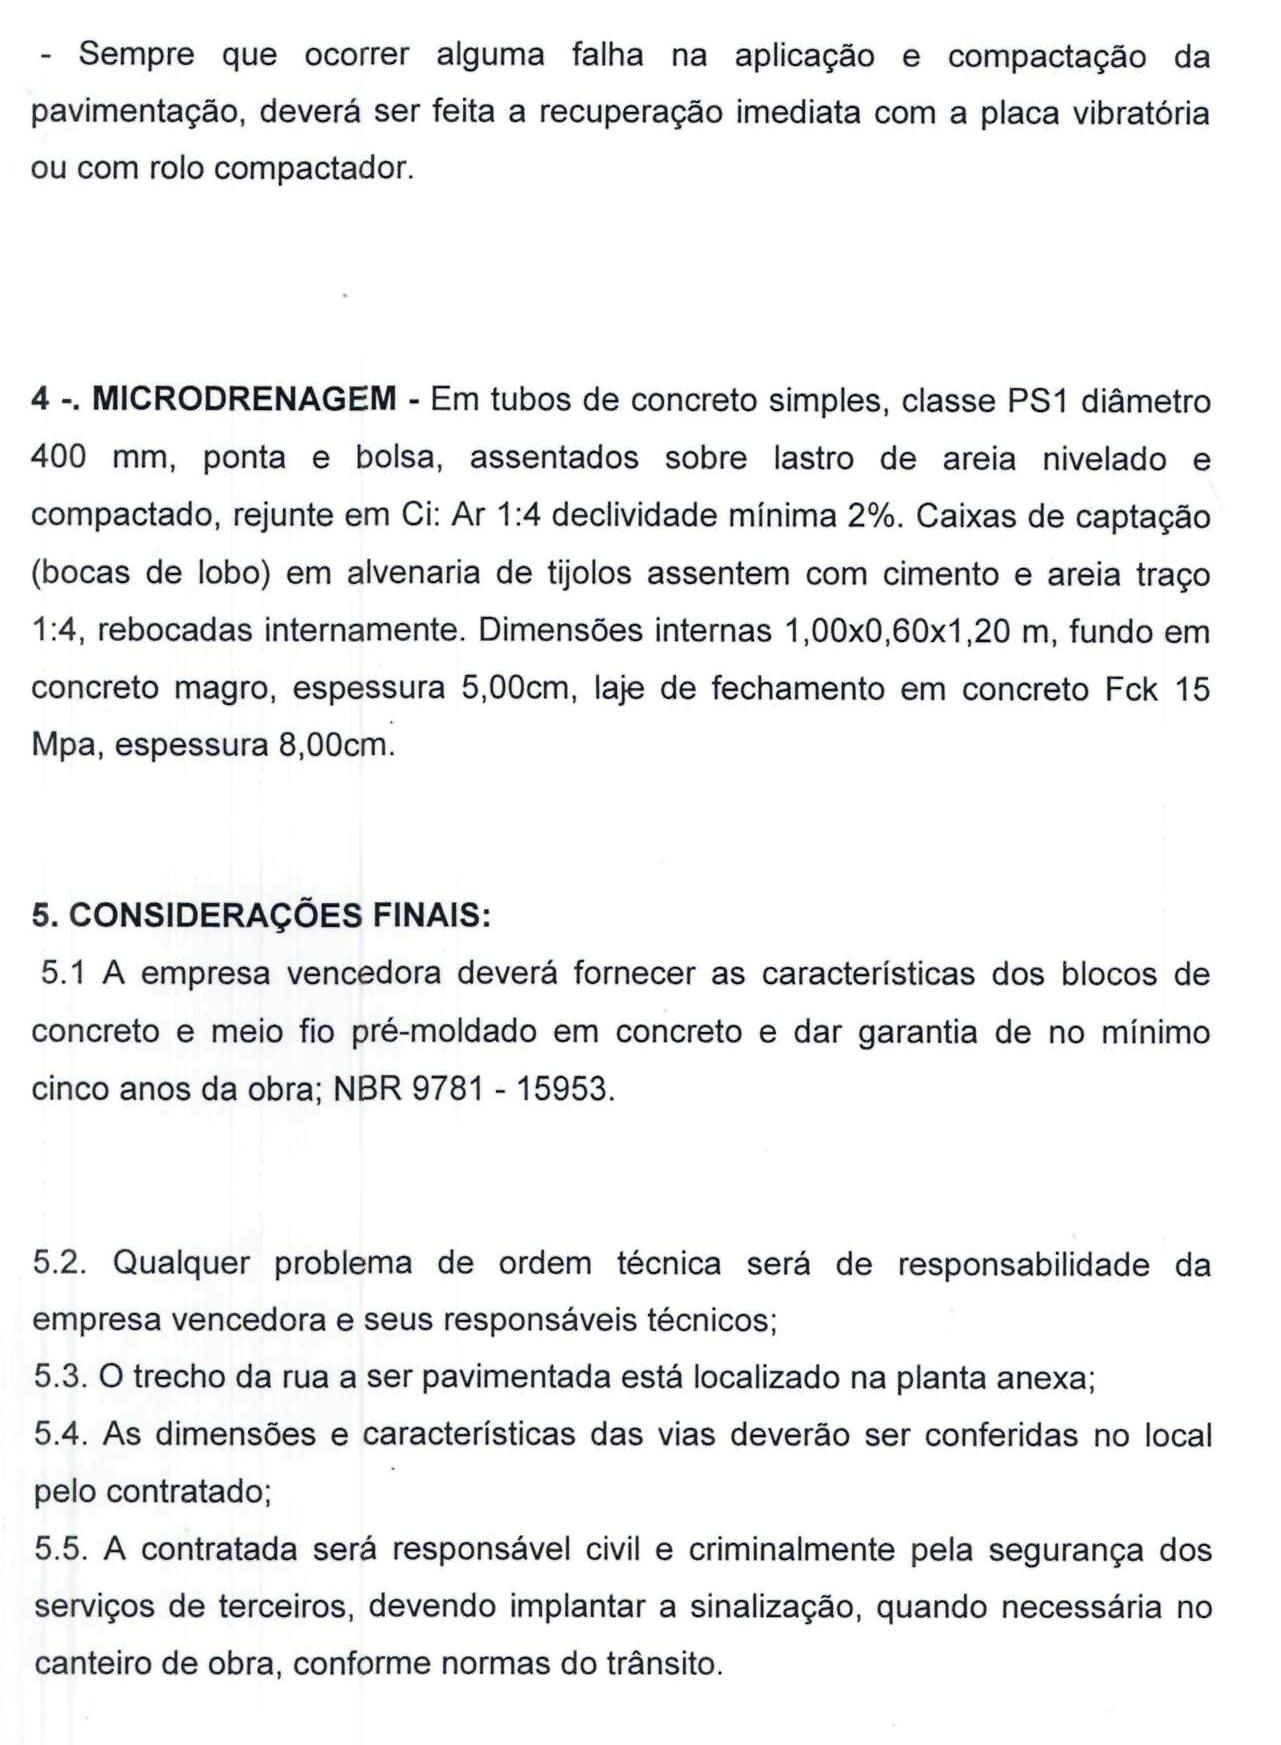 - Sempre que ocorrer alguma falha na aplicação e compactação da
pavimentação, deverá ser feita a recuperação imediata com a placa vibratória
ou com rolo compactador.
4 -. MICRODRENAGEM - Em tubos de concreto simples, classe PS1 diâmetro
400 mm, ponta e bolsa, assentados sobre lastro de areia nivelado e
compactado, rejunte em Ci: Ar 1:4 declividade mínima 2%. Caixas de captação
(bocas de lobo) em alvenaria de tijolos assentem com cimento e areia traço
1:4, rebocadas internamente. Dimensões internas 1,00x0,60x1,20 m, fundo em
concreto magro, espessura 5,00cm, laje de fechamento em concreto Fck 15
Mpa, espessura 8,00cm.
5. CONSIDERAÇÕES FINAIS:
5.1 A empresa vencedora deverá fornecer as características dos blocos de
concreto e meio fio pré-moldado em concreto e dar garantia de no mínimo
cinco anos da obra; NBR 9781 - 15953.
5.2. Qualquer problema de ordem técnica será de responsabilidade da
empresa vencedora e seus responsáveis técnicos;
5.3. O trecho da rua a ser pavimentada está localizado na planta anexa;
5.4. As dimensões e características das vias deverão ser conferidas no local
pelo contratado;
5.5. A contratada será responsável civil e criminalmente pela segurança dos
serviços de terceiros, devendo implantar a sinalização, quando necessária no
canteiro de obra, conforme normas do trânsito.